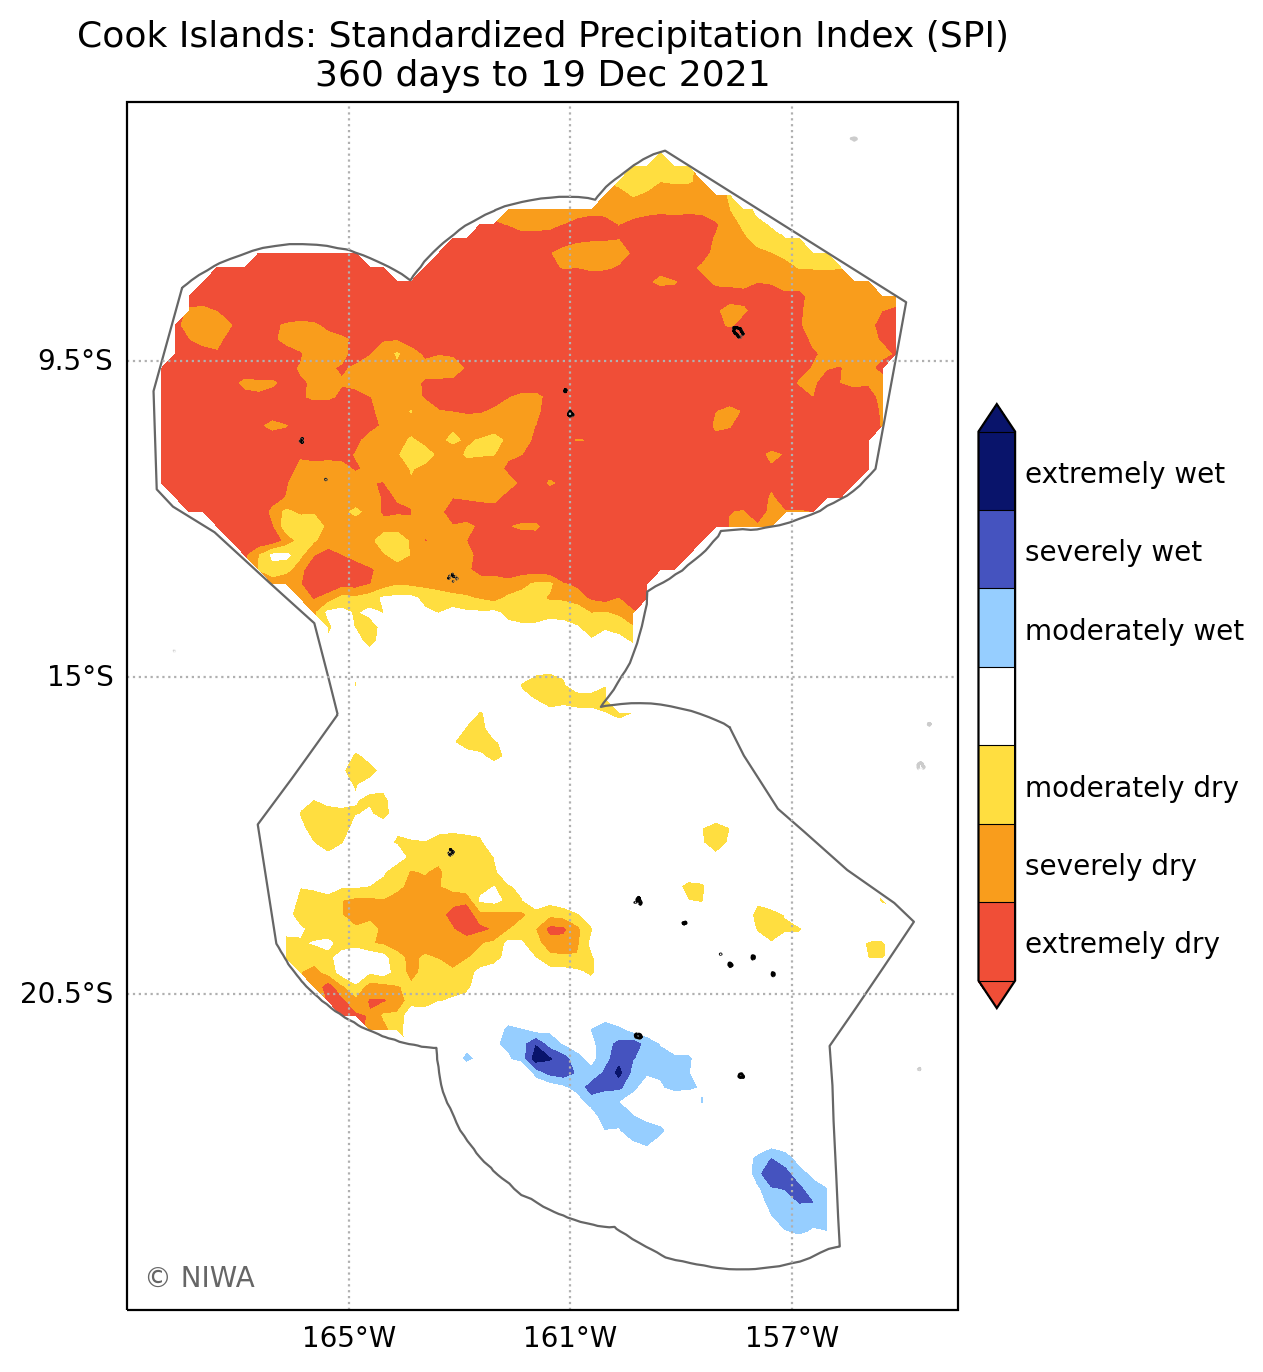 Cook Islands: Standardized Precipitation Index (SPI)
360 days to 19 Dec 2021
9.5°S
15°S
20.5°S
165°W
161°W
157°W
extremely wet
severely wet
moderately wet
moderately dry
severely dry
extremely dry
© NIWA